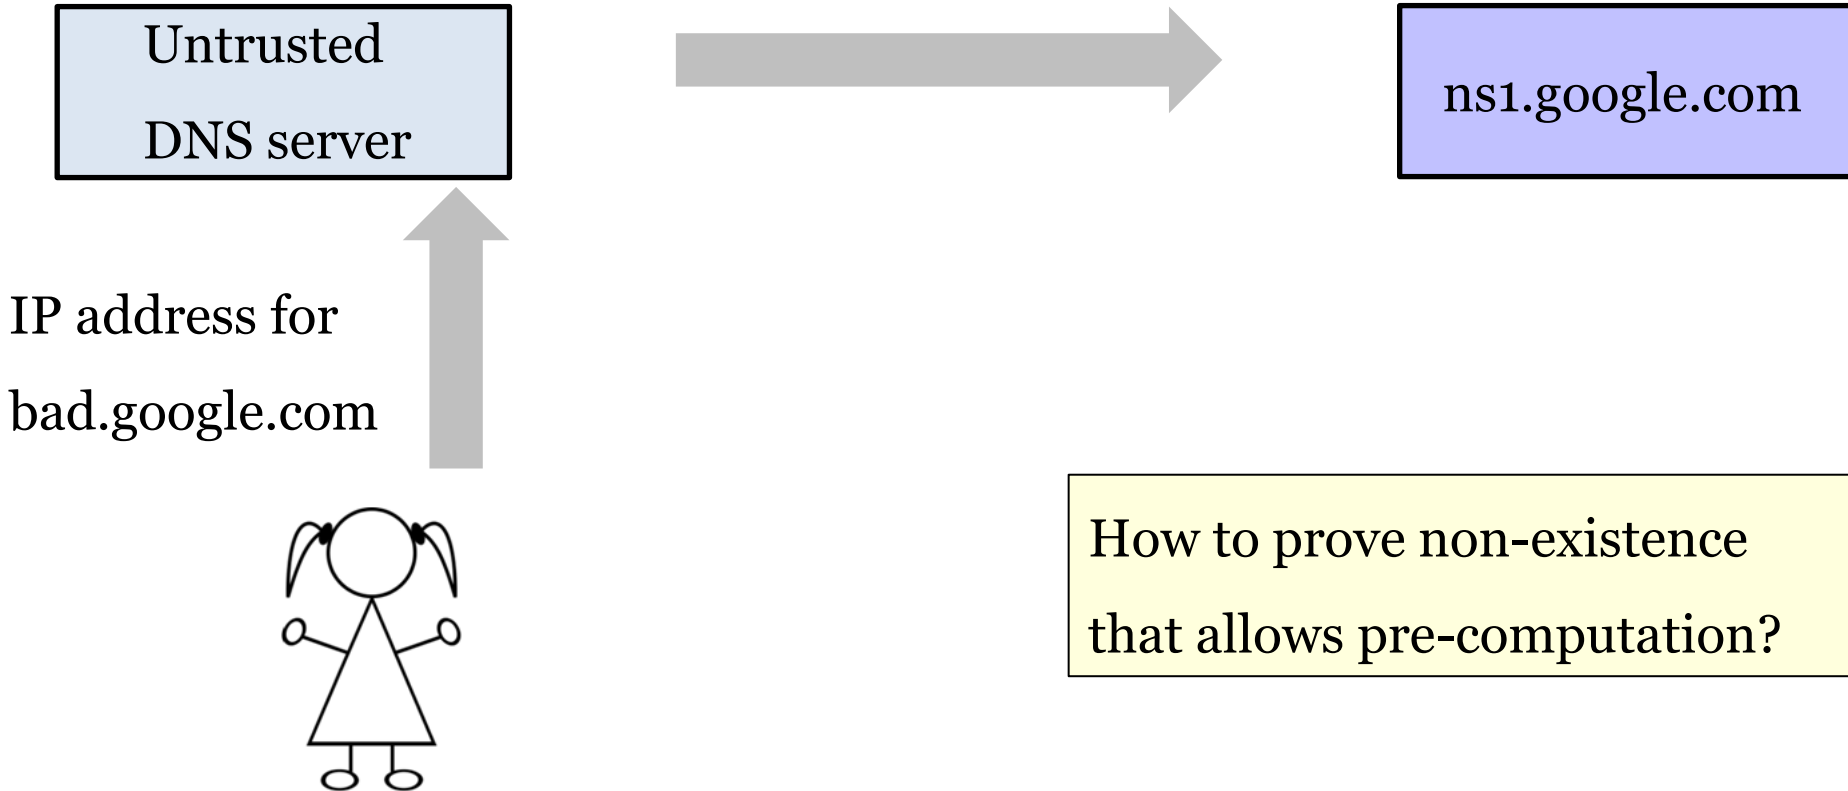 Untrusted
DNS server
ns1.google.com
IP address for
bad.google.com
How to prove non-existence
that allows pre-computation?